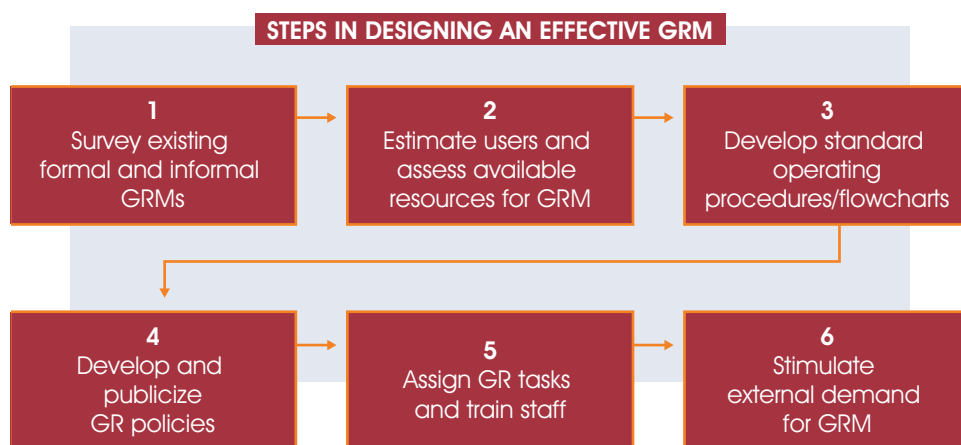 STEPS IN DESIGNING AN EFFECTIVE GRM
1
Survey existing
formal and informal
GRMs
2
Estimate users and
assess available
resources for GRM
3
Develop standard
operating
procedures/flowcharts
4
Develop and
publicize
GR policies
5
Assign GR tasks
and train staff
6
Stimulate
external demand
for GRM